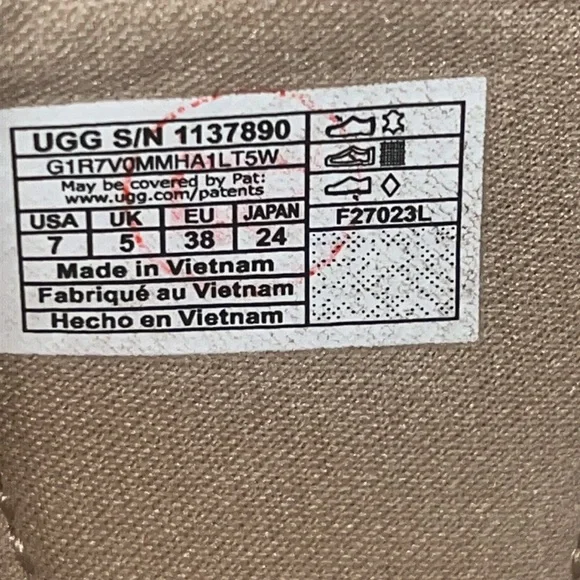 UGG S/N 1137890
G1R7V0MMHA1LT5W
May be covered by Pat:
www.ugg.com/patents
USA UK EU JAPAN
7 5 38 24
Made in Vietnam
Fabriqué au Vietnam
Hecho en Vietnam
F27023L